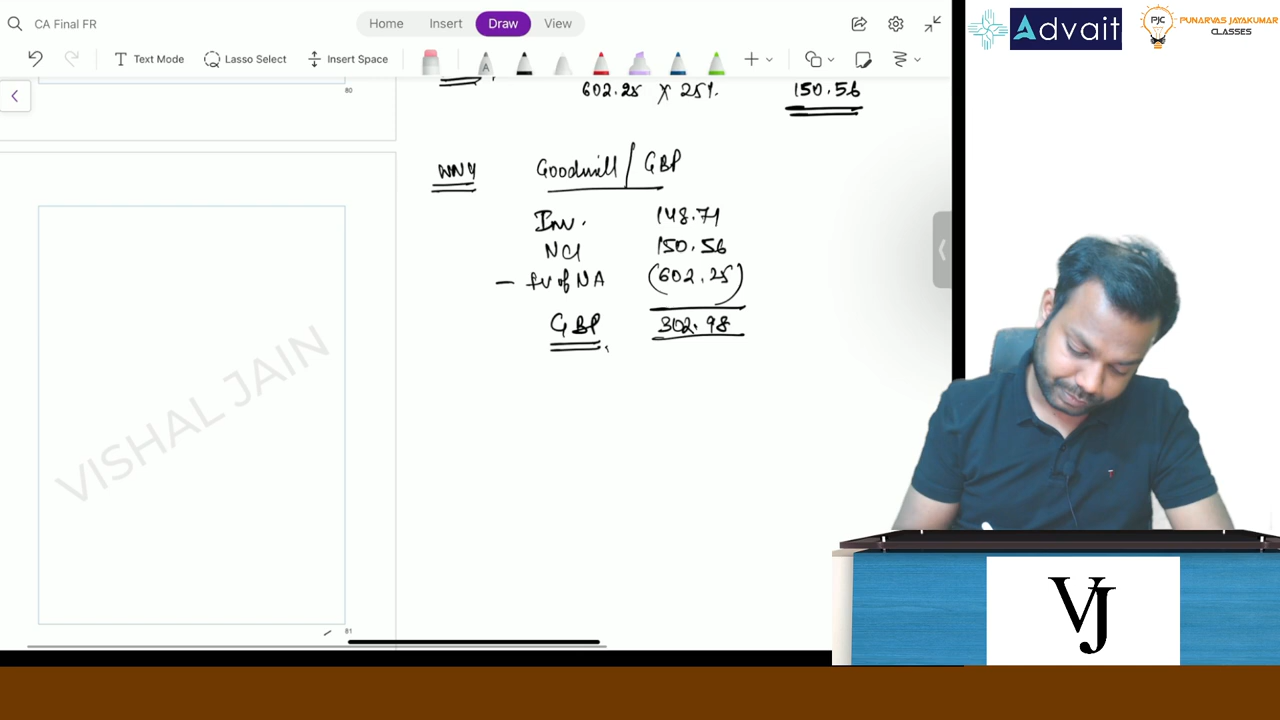 CA Final FR
Home Insert Draw View
Text Mode Lasso Select Insert Space
Advait
PJC
PUNARVAS JAYAKUMAR
CLASSES
80
602.25 × 25%. 150.56
WN4 Goodwill / GBP
Inv. 148.71
NCI 150.56
- FV of NA (602.25)
GBP 302.98
VISHAL JAIN
81
VJ